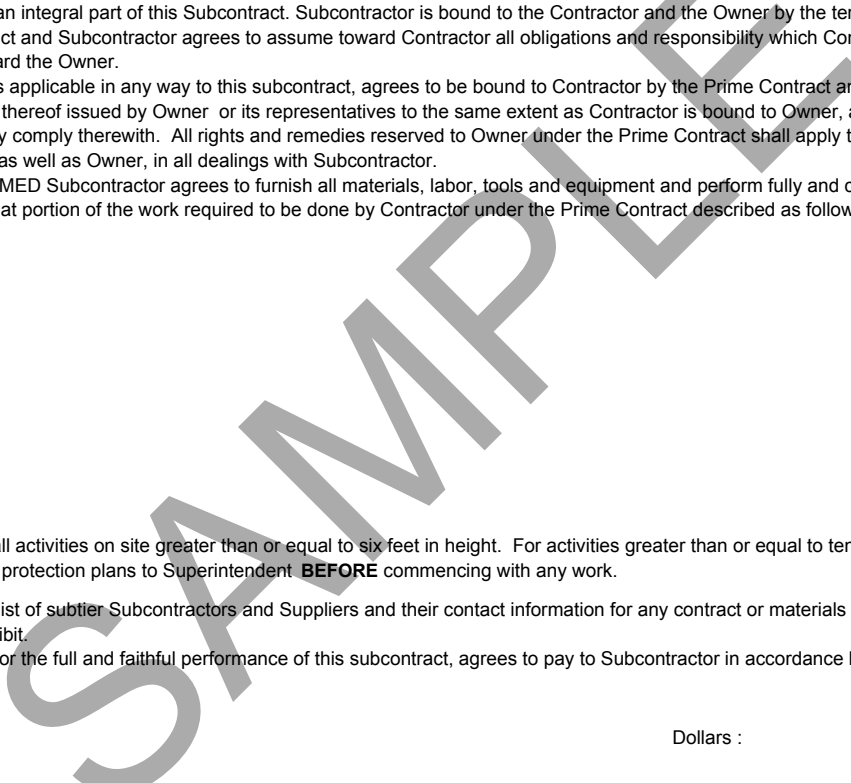 an integral part of this Subcontract. Subcontractor is bound to the Contractor and the Owner by the ter
ct and Subcontractor agrees to assume toward Contractor all obligations and responsibility which Con
ard the Owner.
s applicable in any way to this subcontract, agrees to be bound to Contractor by the Prime Contract an
thereof issued by Owner or its representatives to the same extent as Contractor is bound to Owner, a
y comply therewith. All rights and remedies reserved to Owner under the Prime Contract shall apply t
as well as Owner, in all dealings with Subcontractor.
MED Subcontractor agrees to furnish all materials, labor, tools and equipment and perform fully and c
at portion of the work required to be done by Contractor under the Prime Contract described as follow
ll activities on site greater than or equal to six feet in height. For activities greater than or equal to ten
protection plans to Superintendent BEFORE commencing with any work.
ist of subtier Subcontractors and Suppliers and their contact information for any contract or materials
ibit.
or the full and faithful performance of this subcontract, agrees to pay to Subcontractor in accordance
Dollars :
SAMPLE